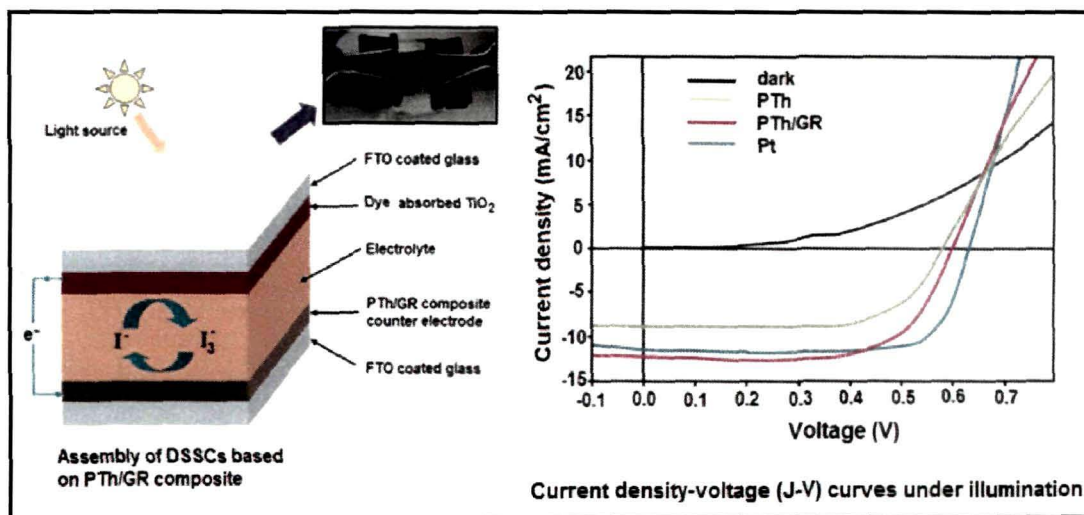 Light source
FTO coated glass
Dye absorbed TiO2
Electrolyte
PTh/GR composite
counter electrode
FTO coated glass
e-
I-
I3-
Assembly of DSSCs based
on PTh/GR composite
Current density (mA/cm2)
20
15
10
5
0
-5
-10
-15
dark
PTh
PTh/GR
Pt
-0.1 0.0 0.1 0.2 0.3 0.4 0.5 0.6 0.7
Voltage (V)
Current density-voltage (J-V) curves under illumination